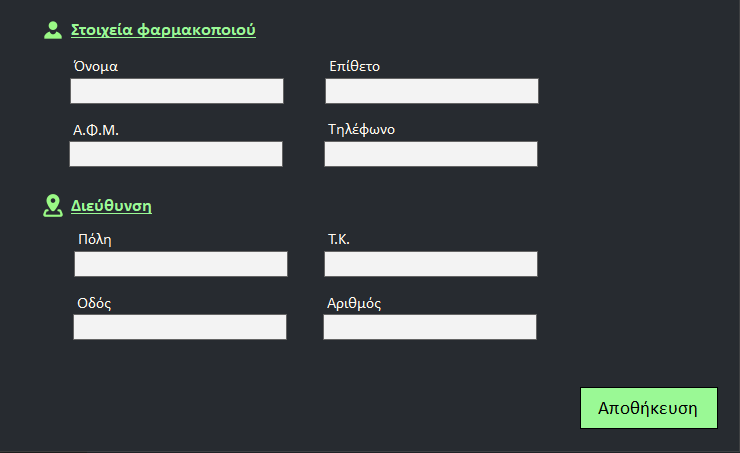 Στοιχεία φαρμακοποιού
Όνομα Επίθετο
Α.Φ.Μ. Τηλέφωνο
Διεύθυνση
Πόλη Τ.Κ.
Οδός Αριθμός
Αποθήκευση